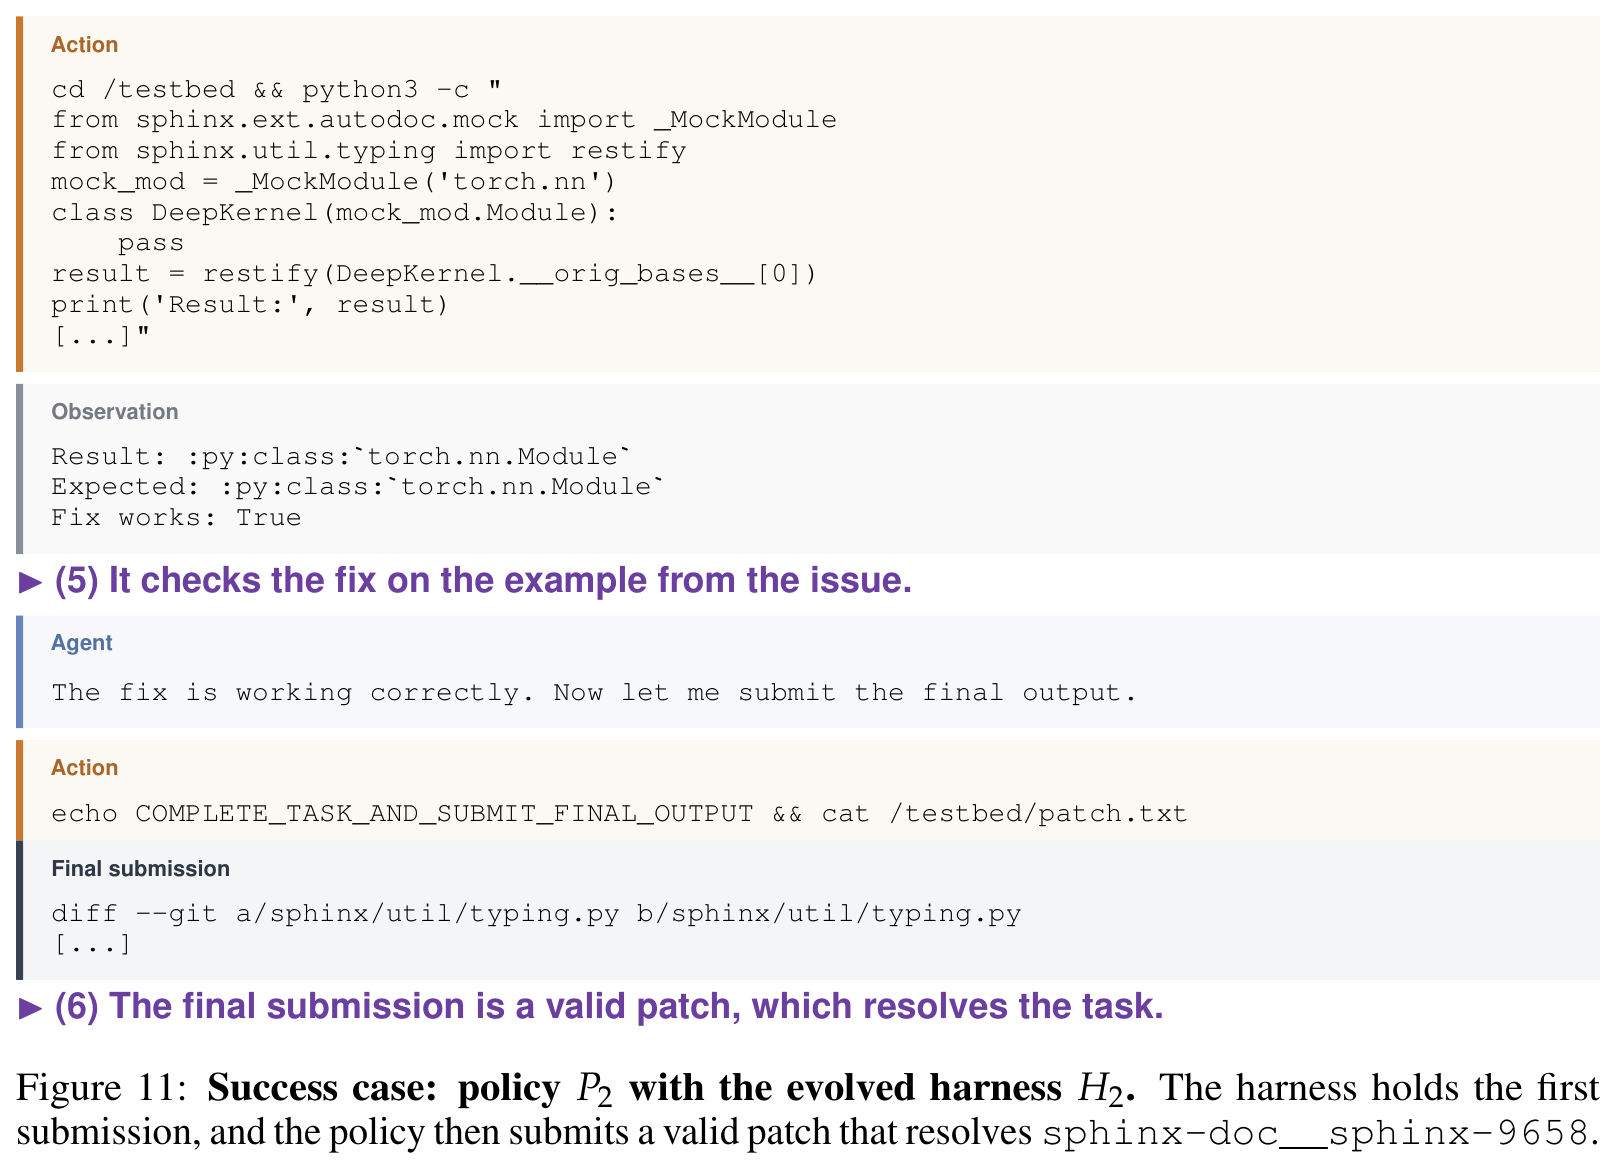 Action
cd /testbed && python3 -c "
from sphinx.ext.autodoc.mock import _MockModule
from sphinx.util.typing import restify
mock_mod = _MockModule('torch.nn')
class DeepKernel(mock_mod.Module):
    pass
result = restify(DeepKernel.__orig_bases__[0])
print('Result:', result)
[...]"
Observation
Result: :py:class:`torch.nn.Module`
Expected: :py:class:`torch.nn.Module`
Fix works: True
▶ (5) It checks the fix on the example from the issue.
Agent
The fix is working correctly. Now let me submit the final output.
Action
echo COMPLETE_TASK_AND_SUBMIT_FINAL_OUTPUT && cat /testbed/patch.txt
Final submission
diff --git a/sphinx/util/typing.py b/sphinx/util/typing.py
[...]
▶ (6) The final submission is a valid patch, which resolves the task.
Figure 11: Success case: policy P₂ with the evolved harness H₂. The harness holds the first
submission, and the policy then submits a valid patch that resolves sphinx-doc__sphinx-9658.